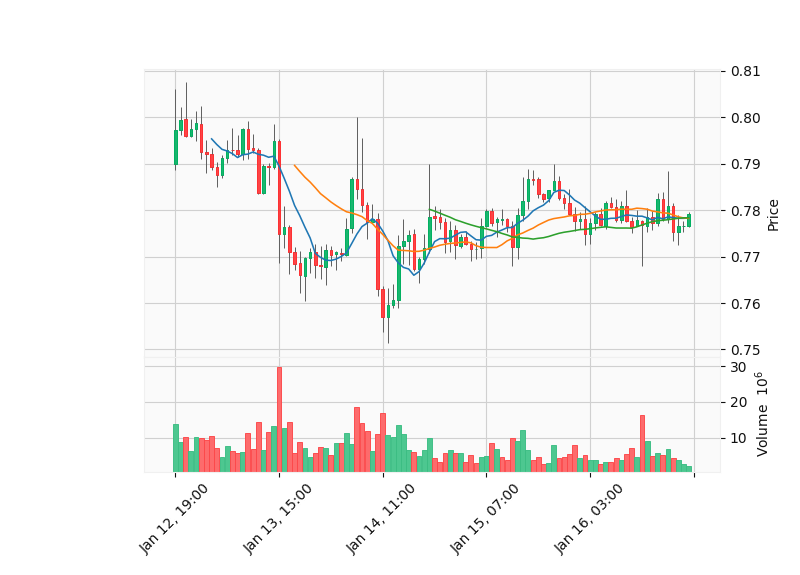 0.81
0.80
0.79
0.78
0.77
0.76
0.75
Price
30
20
10
Volume 10^6
Jan 12, 19:00
Jan 13, 15:00
Jan 14, 11:00
Jan 15, 07:00
Jan 16, 03:00